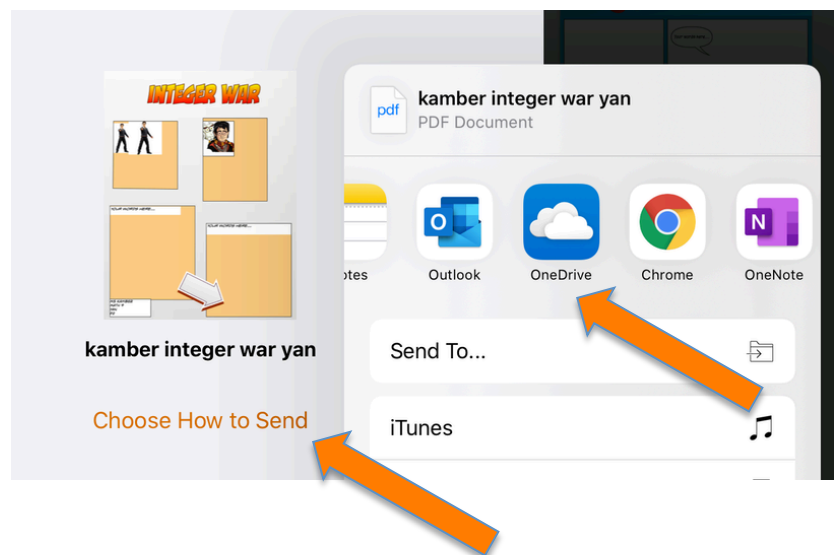 INTEGER WAR
kamber integer war yan
Choose How to Send
pdf
kamber integer war yan
PDF Document
otes
Outlook
OneDrive
Chrome
OneNote
Send To...
iTunes